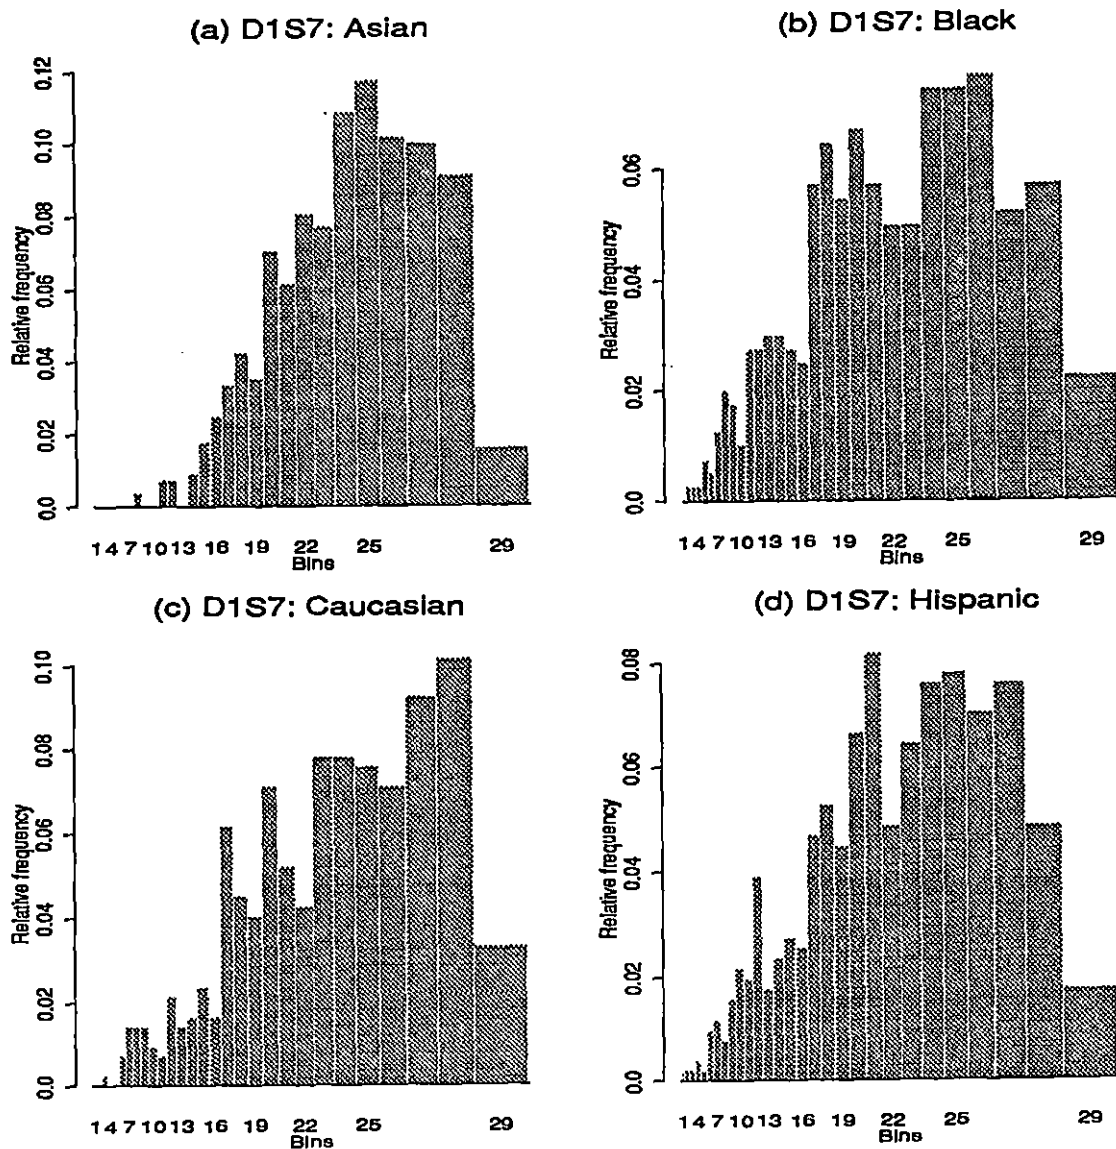 (a) D1S7: Asian
Relative frequency
0.0 0.02 0.04 0.06 0.08 0.10 0.12
1 4 7 10 13 16 19 22 25 29
Bins
(b) D1S7: Black
Relative frequency
0.0 0.02 0.04 0.06
1 4 7 10 13 16 19 22 25 29
Bins
(c) D1S7: Caucasian
Relative frequency
0.0 0.02 0.04 0.06 0.08 0.10
1 4 7 10 13 16 19 22 25 29
Bins
(d) D1S7: Hispanic
Relative frequency
0.0 0.02 0.04 0.06 0.08
1 4 7 10 13 16 19 22 25 29
Bins